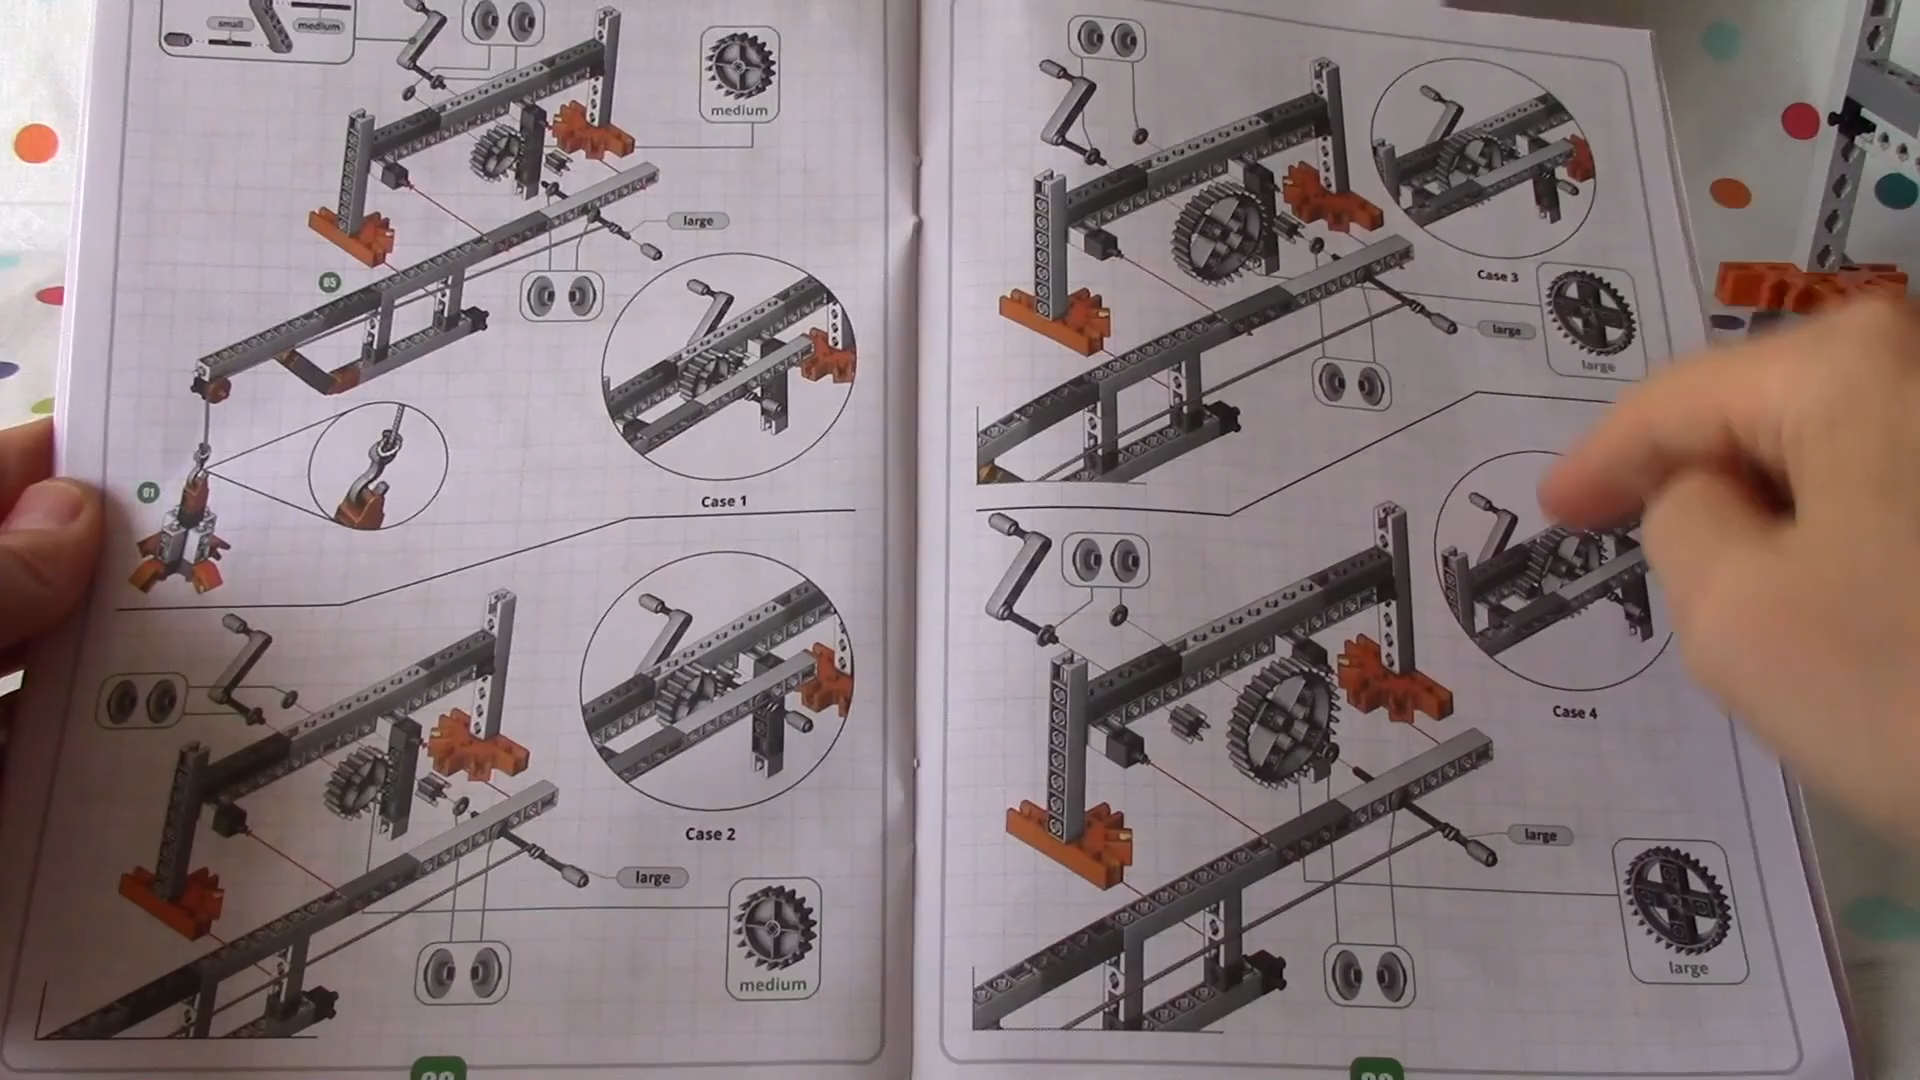 small
medium
medium
large
05
01
Case 1
Case 2
large
medium
Case 3
large
large
Case 4
large
large